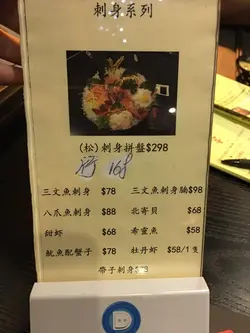 刺身系列
(松)刺身拼盤$298
168
三文魚刺身 $78 三文魚刺身腩$98
八爪魚刺身 $88 北寄貝 $68
甜蝦 $68 希靈魚 $58
魷魚配蟹子 $78 牡丹蝦 $58/1隻
帶子刺身$78